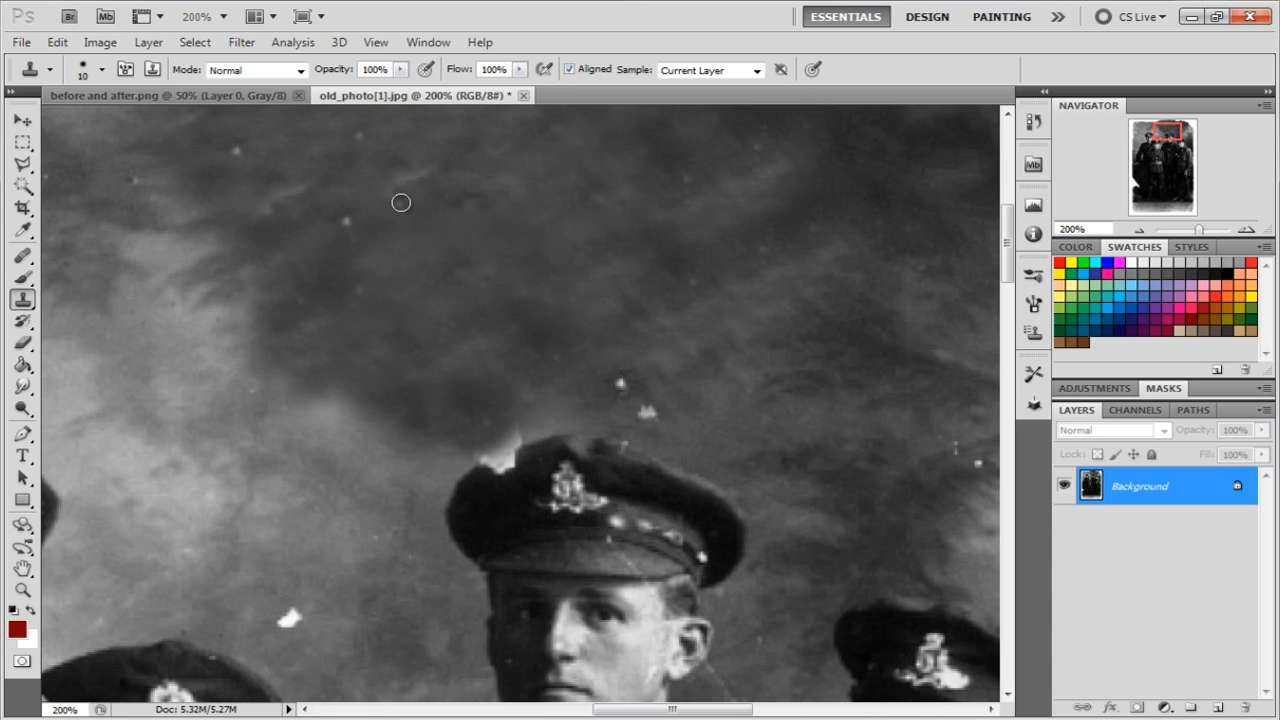 Ps Br Mb 200% ESSENTIALS DESIGN PAINTING CS Live
File Edit Image Layer Select Filter Analysis 3D View Window Help
10 Mode: Normal Opacity: 100% Flow: 100% Aligned Sample: Current Layer
before and after.png @ 50% (Layer 0, Gray/8) old_photo[1].jpg @ 200% (RGB/8#) *
NAVIGATOR
Mb
200%
COLOR SWATCHES STYLES
ADJUSTMENTS MASKS
LAYERS CHANNELS PATHS
Normal Opacity: 100%
Lock: Fill: 100%
Background
200% Doc: 5.32M/5.27M